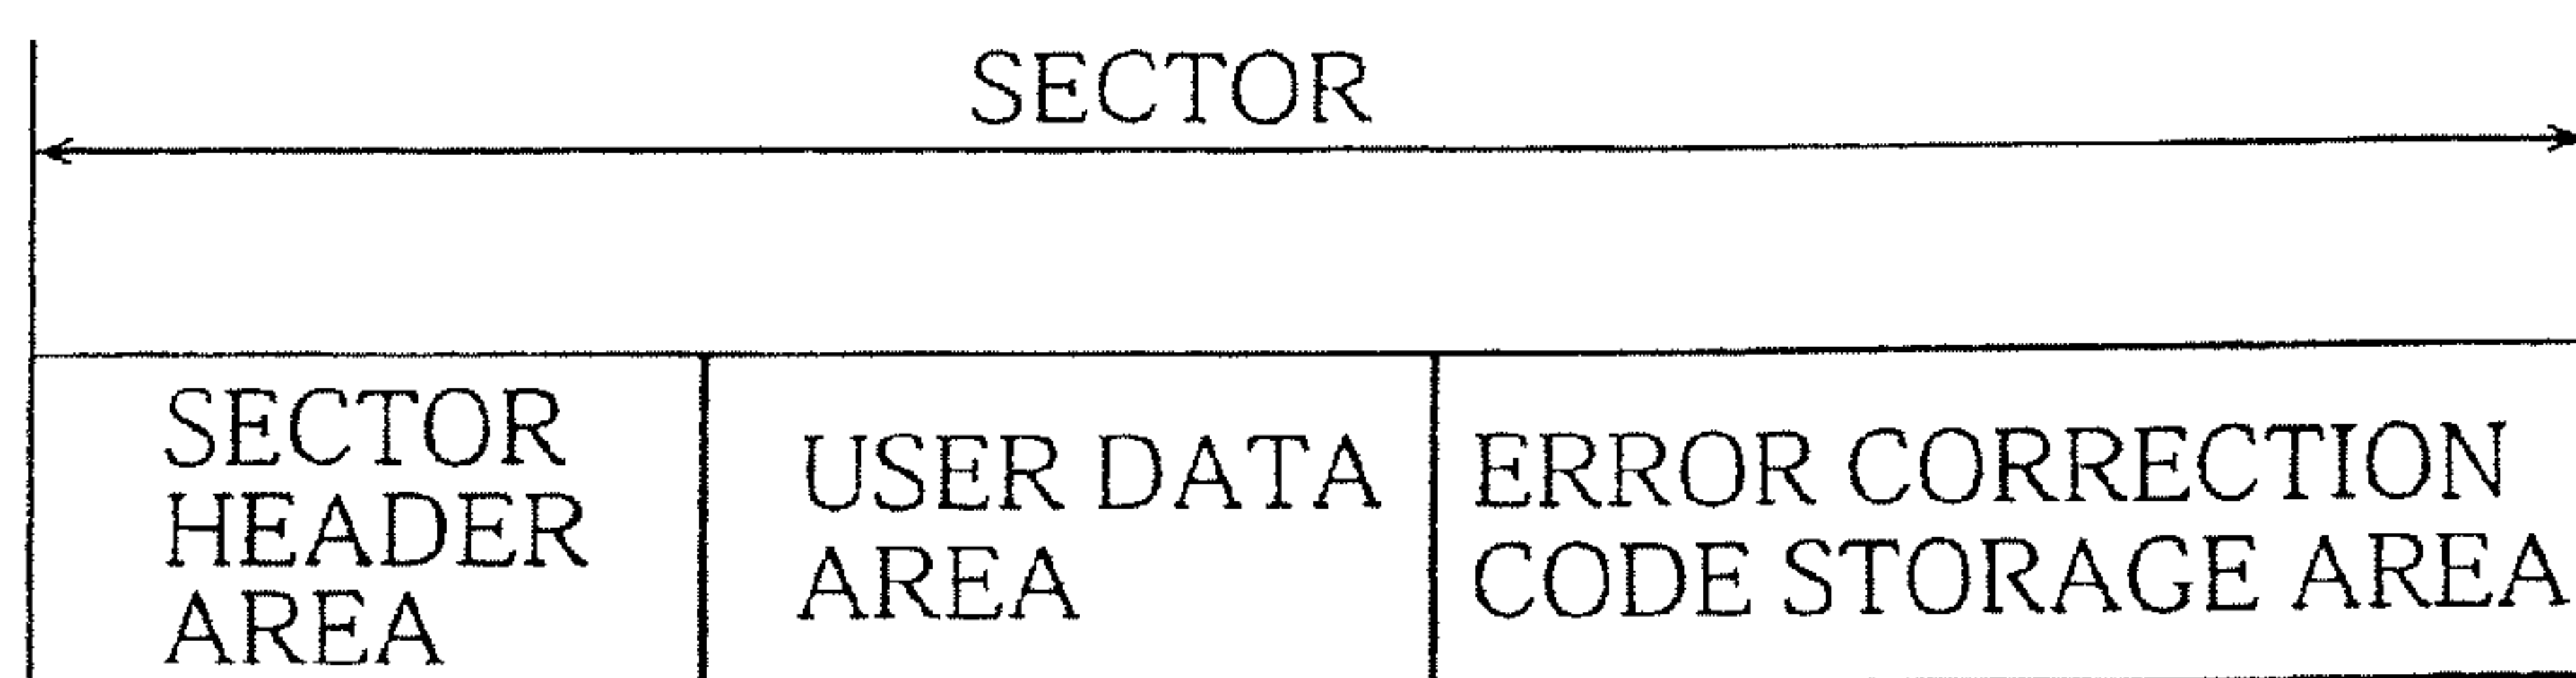 SECTOR
SECTOR
HEADER
AREA
USER DATA
AREA
ERROR CORRECTION
CODE STORAGE AREA